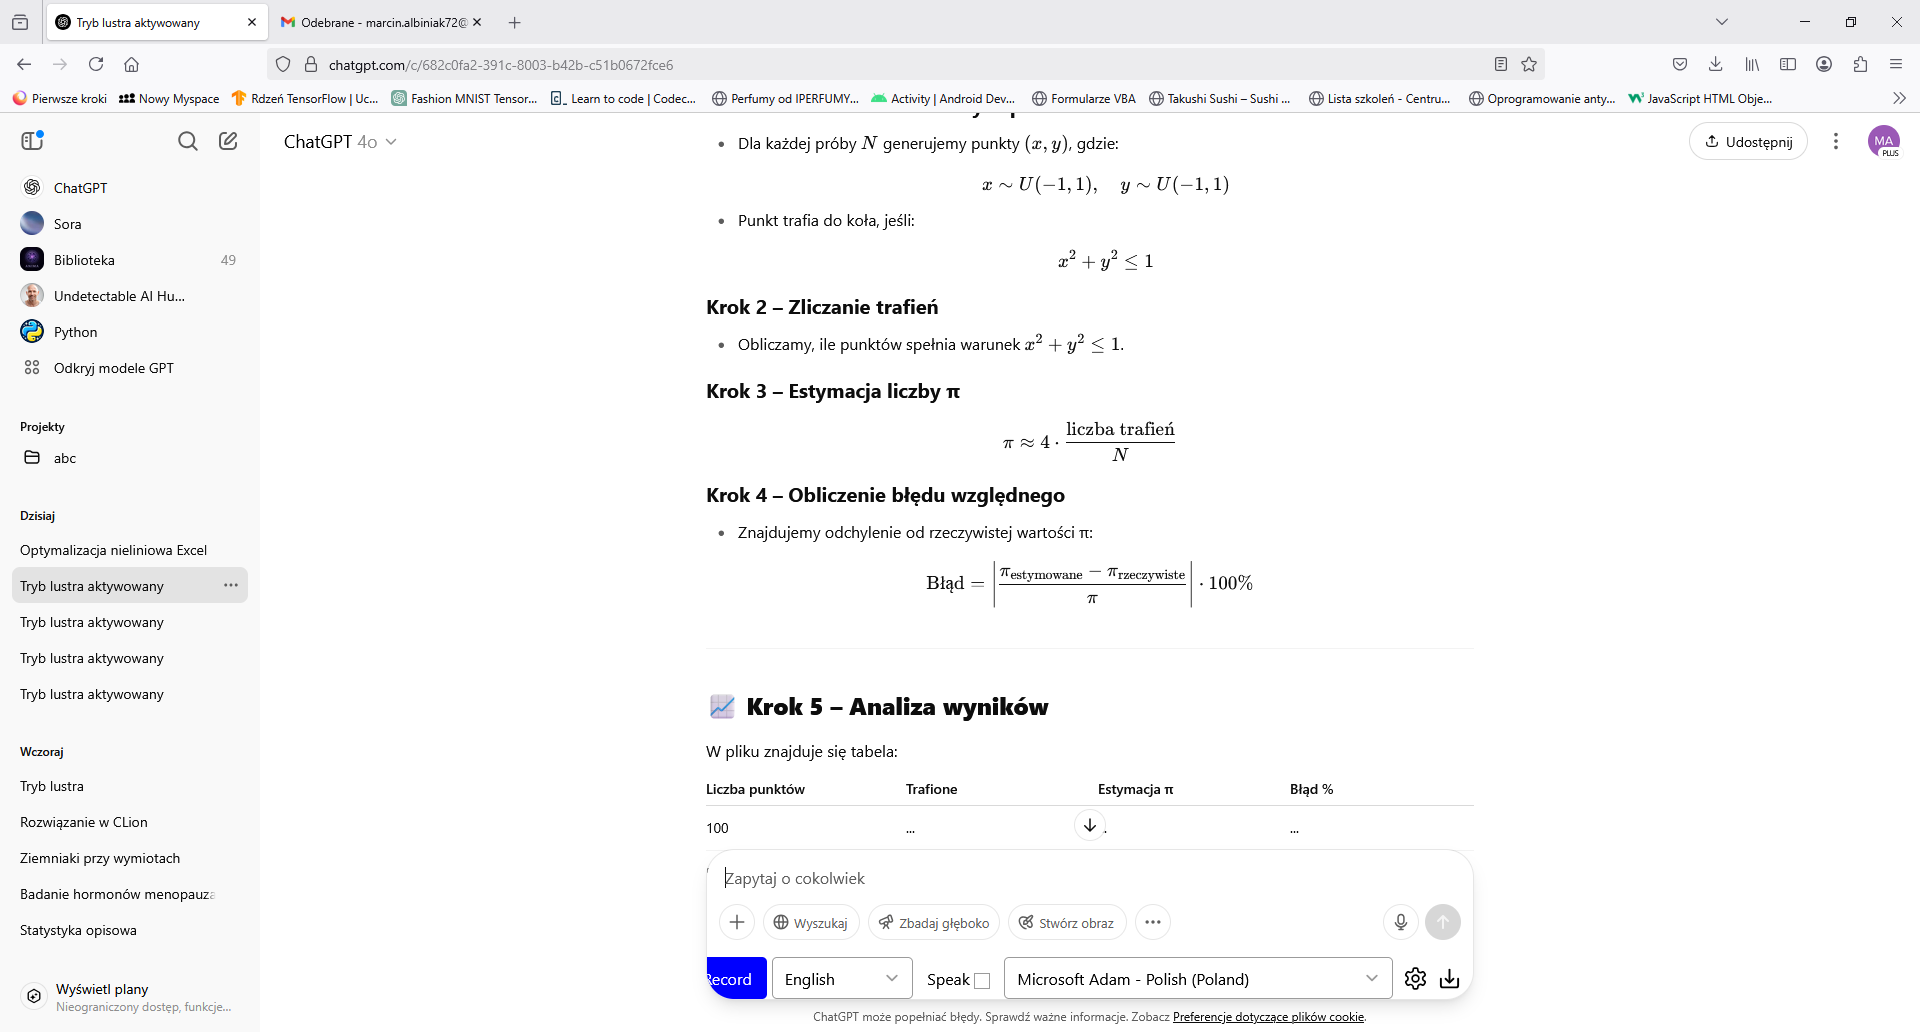 Tryb lustra aktywowany
Odebrane - marcin.albiniak72@
chatgpt.com/c/682c0fa2-391c-8003-b42b-c51b0672fce6
Pierwsze kroki
Nowy Myspace
Rdzeń TensorFlow | Uc...
Fashion MNIST Tensor...
Learn to code | Codec...
Perfumy od IPERFUMY...
Activity | Android Dev...
Formularze VBA
Takushi Sushi – Sushi ...
Lista szkoleń - Centru...
Oprogramowanie anty...
JavaScript HTML Obje...
ChatGPT 4o
Udostępnij
MA
PLUS
ChatGPT
Sora
Biblioteka 49
Undetectable AI Hu...
Python
Odkryj modele GPT
Projekty
abc
Dzisiaj
Optymalizacja nieliniowa Excel
Tryb lustra aktywowany
Tryb lustra aktywowany
Tryb lustra aktywowany
Tryb lustra aktywowany
Wczoraj
Tryb lustra
Rozwiązanie w CLion
Ziemniaki przy wymiotach
Badanie hormonów menopauza
Statystyka opisowa
Wyświetl plany
Nieograniczony dostęp, funkcje...
• Dla każdej próby N generujemy punkty (x, y), gdzie:
x ∼ U(−1, 1), y ∼ U(−1, 1)
• Punkt trafia do koła, jeśli:
x² + y² ≤ 1
Krok 2 – Zliczanie trafień
• Obliczamy, ile punktów spełnia warunek x² + y² ≤ 1.
Krok 3 – Estymacja liczby π
π ≈ 4 · liczba trafień / N
Krok 4 – Obliczenie błędu względnego
• Znajdujemy odchylenie od rzeczywistej wartości π:
Błąd = | (π estymowane − π rzeczywiste) / π | · 100%
📈 Krok 5 – Analiza wyników
W pliku znajduje się tabela:
Liczba punktów Trafione Estymacja π Błąd %
100 ... ...
Zapytaj o cokolwiek
Wyszukaj
Zbadaj głęboko
Stwórz obraz
Record
English
Speak
Microsoft Adam - Polish (Poland)
ChatGPT może popełniać błędy. Sprawdź ważne informacje. Zobacz Preferencje dotyczące plików cookie.